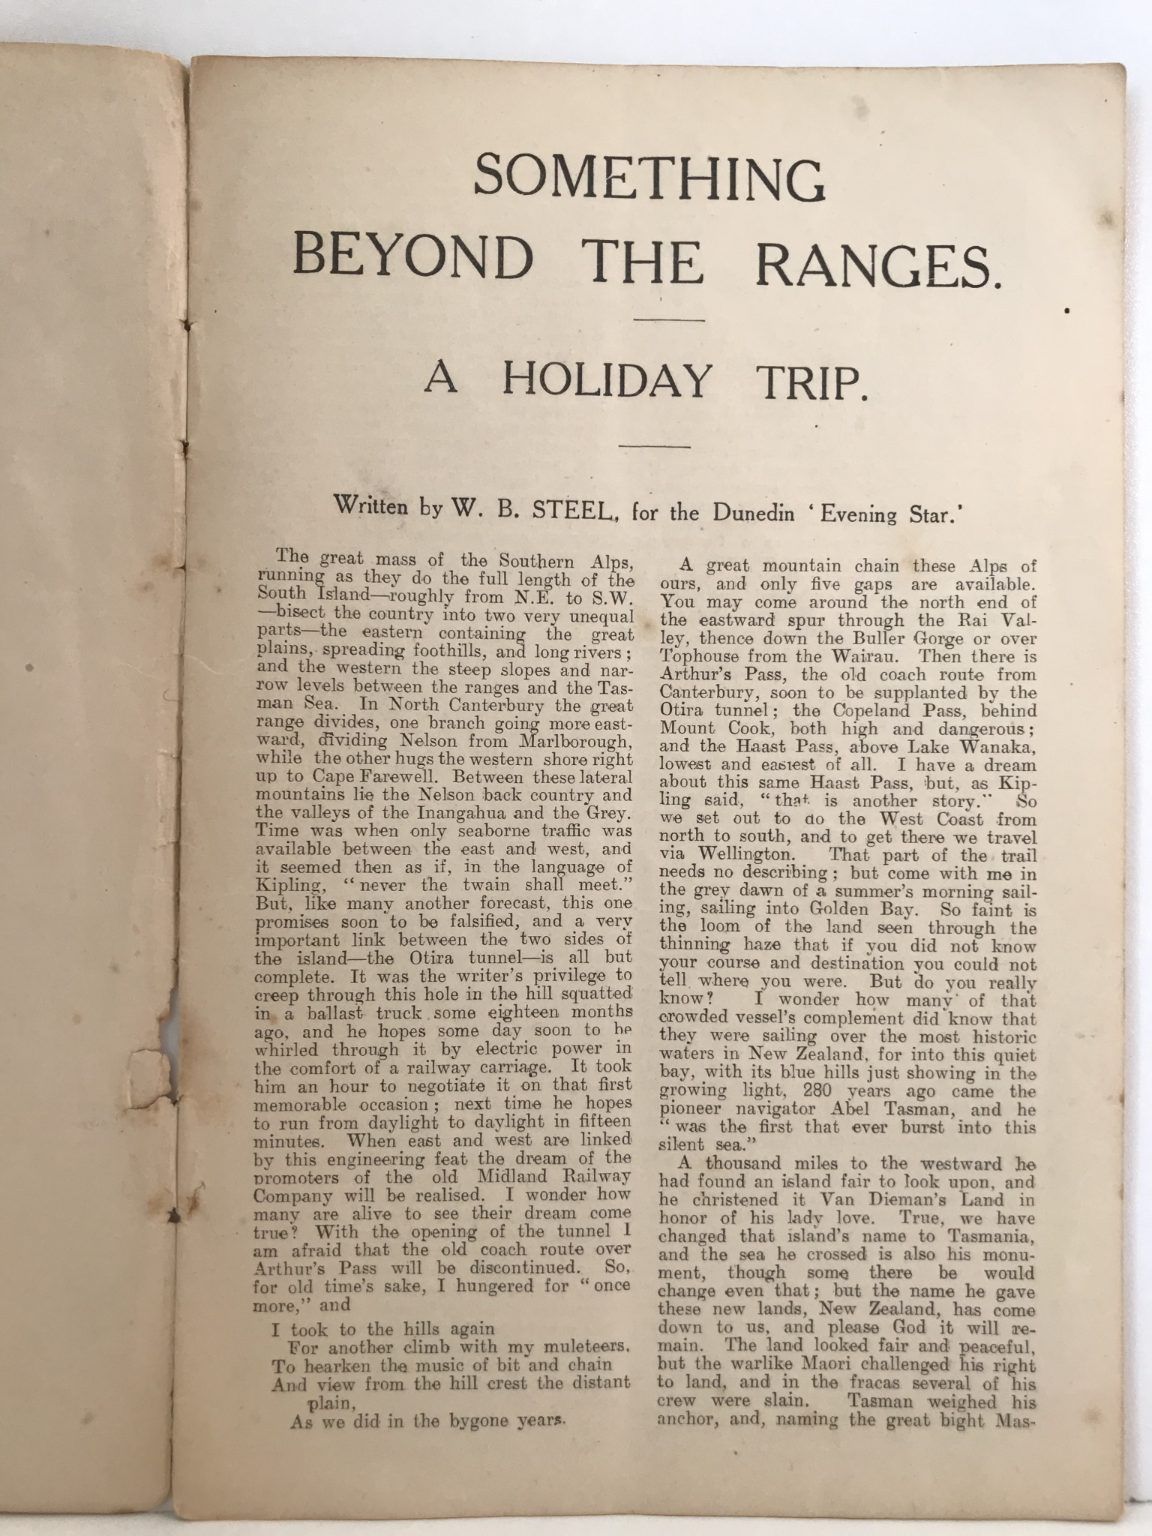 SOMETHING
BEYOND THE RANGES.
A HOLIDAY TRIP.
Written by W. B. STEEL, for the Dunedin ‘Evening Star.’
The great mass of the Southern Alps,
running as they do the full length of the
South Island—roughly from N.E. to S.W.
—bisect the country into two very unequal
parts—the eastern containing the great
plains, spreading foothills, and long rivers;
and the western the steep slopes and nar-
row levels between the ranges and the Tas-
man Sea. In North Canterbury the great
range divides, one branch going more east-
ward, dividing Nelson from Marlborough,
while the other hugs the western shore right
up to Cape Farewell. Between these lateral
mountains lie the Nelson back country and
the valleys of the Inangahua and the Grey.
Time was when only seaborne traffic was
available between the east and west, and
it seemed then as if, in the language of
Kipling, “never the twain shall meet.”
But, like many another forecast, this one
promises soon to be falsified, and a very
important link between the two sides of
the island—the Otira tunnel—is all but
complete. It was the writer's privilege to
creep through this hole in the hill squatted
in a ballast truck some eighteen months
ago, and he hopes some day soon to be
whirled through it by electric power in
the comfort of a railway carriage. It took
him an hour to negotiate it on that first
memorable occasion; next time he hopes
to run from daylight to daylight in fifteen
minutes. When east and west are linked
by this engineering feat the dream of the
promoters of the old Midland Railway
Company will be realised. I wonder how
many are alive to see their dream come
true? With the opening of the tunnel I
am afraid that the old coach route over
Arthur's Pass will be discontinued. So,
for old time's sake, I hungered for “once
more,” and
I took to the hills again
For another climb with my muleteers,
To hearken the music of bit and chain
And view from the hill crest the distant
plain,
As we did in the bygone years.
A great mountain chain these Alps of
ours, and only five gaps are available.
You may come around the north end of
the eastward spur through the Rai Val-
ley, thence down the Buller Gorge or over
Tophouse from the Wairau. Then there is
Arthur's Pass, the old coach route from
Canterbury, soon to be supplanted by the
Otira tunnel; the Copeland Pass, behind
Mount Cook, both high and dangerous;
and the Haast Pass, above Lake Wanaka,
lowest and easiest of all. I have a dream
about this same Haast Pass, but, as Kip-
ling said, “that is another story.” So
we set out to do the West Coast from
north to south, and to get there we travel
via Wellington. That part of the trail
needs no describing; but come with me in
the grey dawn of a summer's morning sail-
ing, sailing into Golden Bay. So faint is
the loom of the land seen through the
thinning haze that if you did not know
your course and destination you could not
tell where you were. But do you really
know? I wonder how many of that
crowded vessel's complement did know that
they were sailing over the most historic
waters in New Zealand, for into this quiet
bay, with its blue hills just showing in the
growing light, 280 years ago came the
pioneer navigator Abel Tasman, and he
“was the first that ever burst into this
silent sea.”
A thousand miles to the westward he
had found an island fair to look upon, and
he christened it Van Dieman's Land in
honor of his lady love. True, we have
changed that island's name to Tasmania,
and the sea he crossed is also his monu-
ment, though some there be would
change even that; but the name he gave
these new lands, New Zealand, has come
down to us, and please God it will re-
main. The land looked fair and peaceful,
but the warlike Maori challenged his right
to land, and in the fracas several of his
crew were slain. Tasman weighed his
anchor, and, naming the great bight Mas-